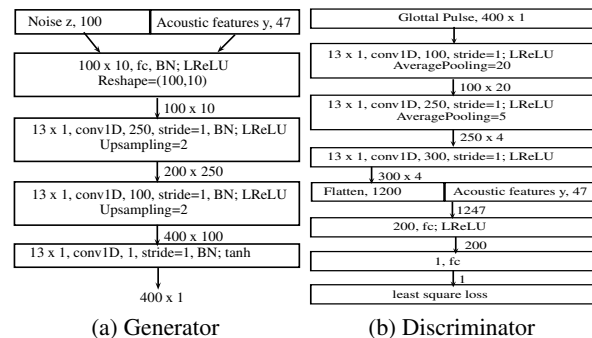 Noise z, 100
Acoustic features y, 47
100 x 10, fc, BN; LReLU
Reshape=(100,10)
100 x 10
13 x 1, conv1D, 250, stride=1, BN; LReLU
Upsampling=2
200 x 250
13 x 1, conv1D, 100, stride=1, BN; LReLU
Upsampling=2
400 x 100
13 x 1, conv1D, 1, stride=1, BN; tanh
400 x 1
(a) Generator
Glottal Pulse, 400 x 1
13 x 1, conv1D, 100, stride=1; LReLU
AveragePooling=20
100 x 20
13 x 1, conv1D, 250, stride=1; LReLU
AveragePooling=5
250 x 4
13 x 1, conv1D, 300, stride=1; LReLU
300 x 4
Flatten, 1200
Acoustic features y, 47
1247
200, fc; LReLU
200
1, fc
1
least square loss
(b) Discriminator